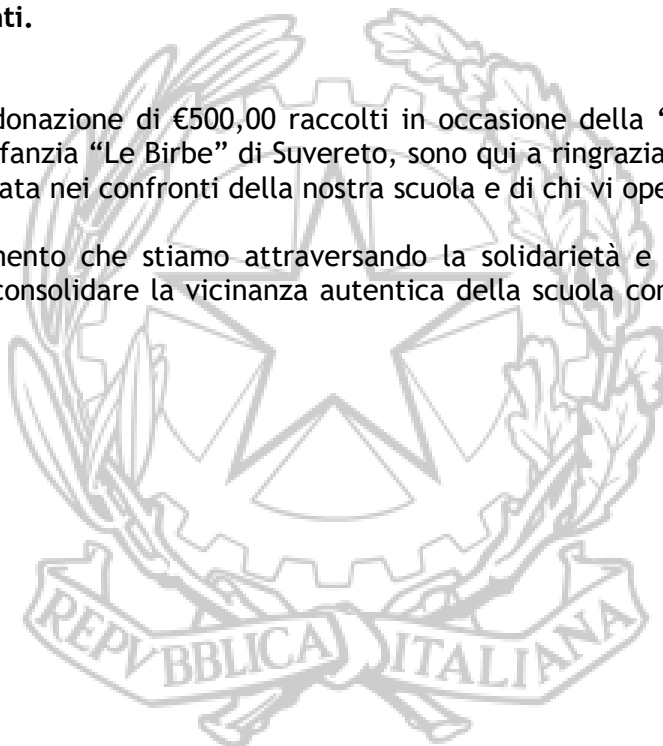 nti.
donazione di €500,00 raccolti in occasione della “
fanzia “Le Birbe” di Suvereto, sono qui a ringrazia
ata nei confronti della nostra scuola e di chi vi ope
mento che stiamo attraversando la solidarietà e
consolidare la vicinanza autentica della scuola con
REPVBBLICA ITALIANA